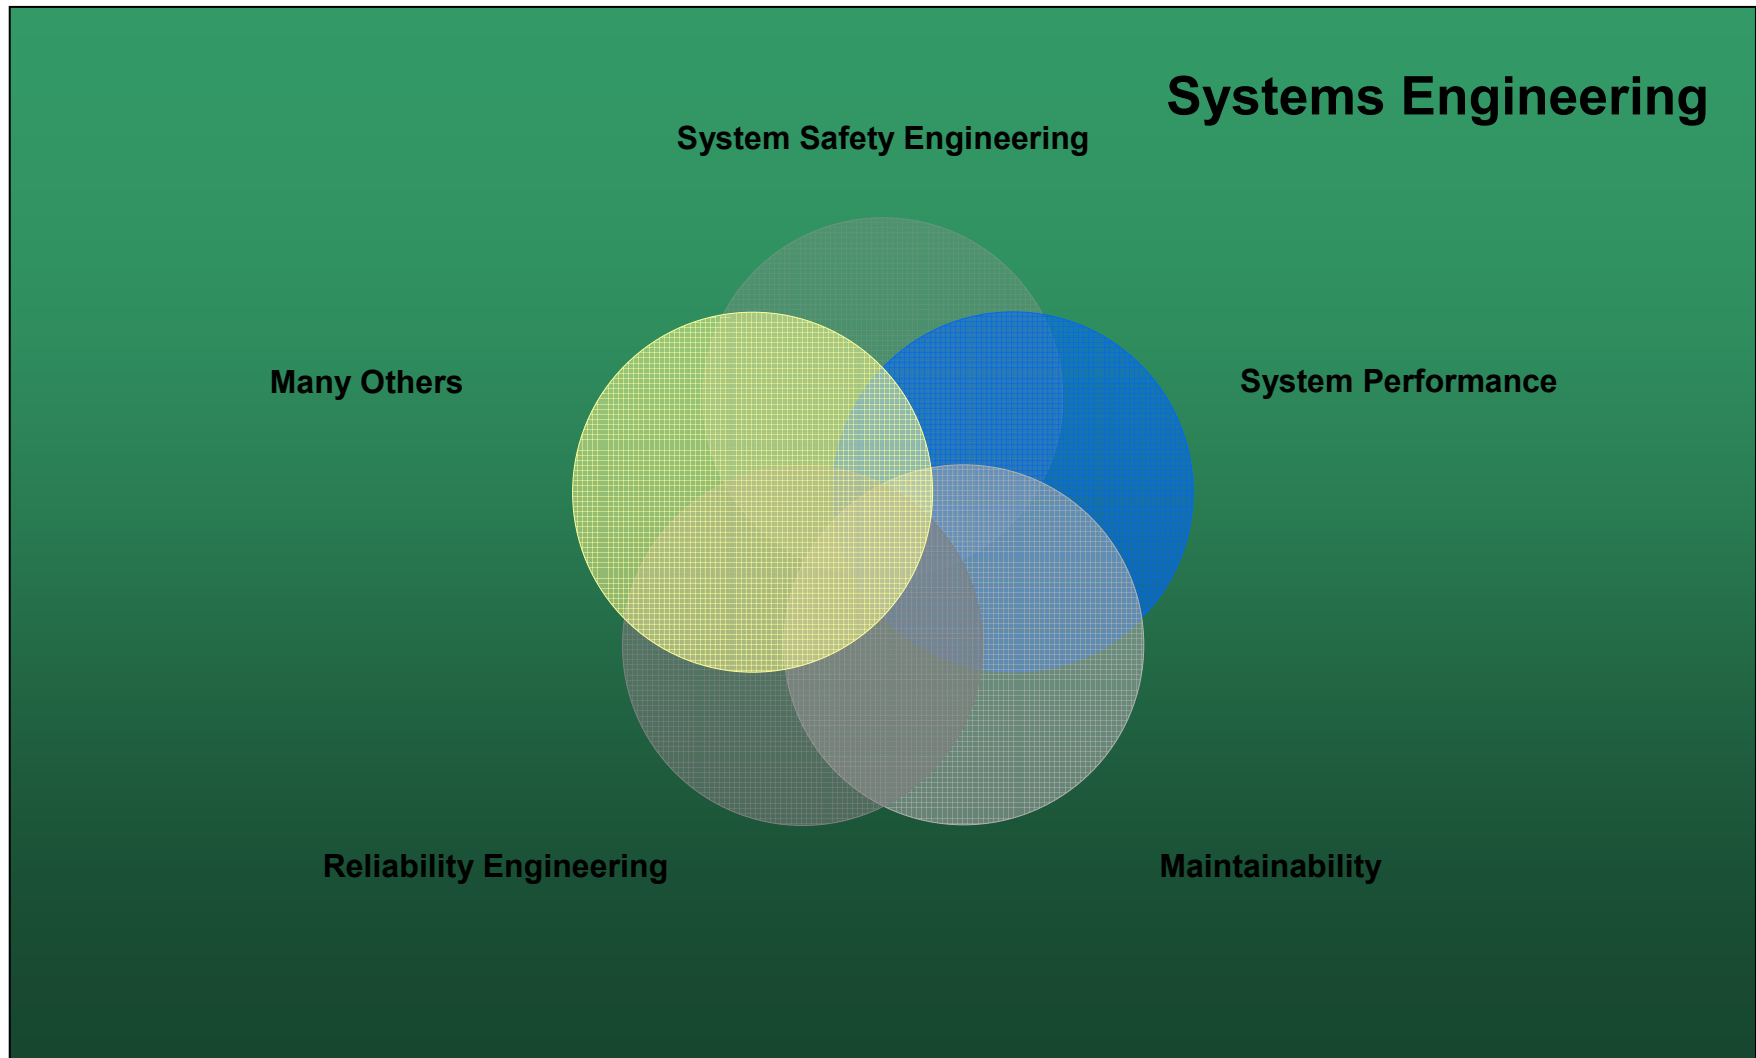 Systems Engineering
System Safety Engineering
Many Others
System Performance
Reliability Engineering
Maintainability